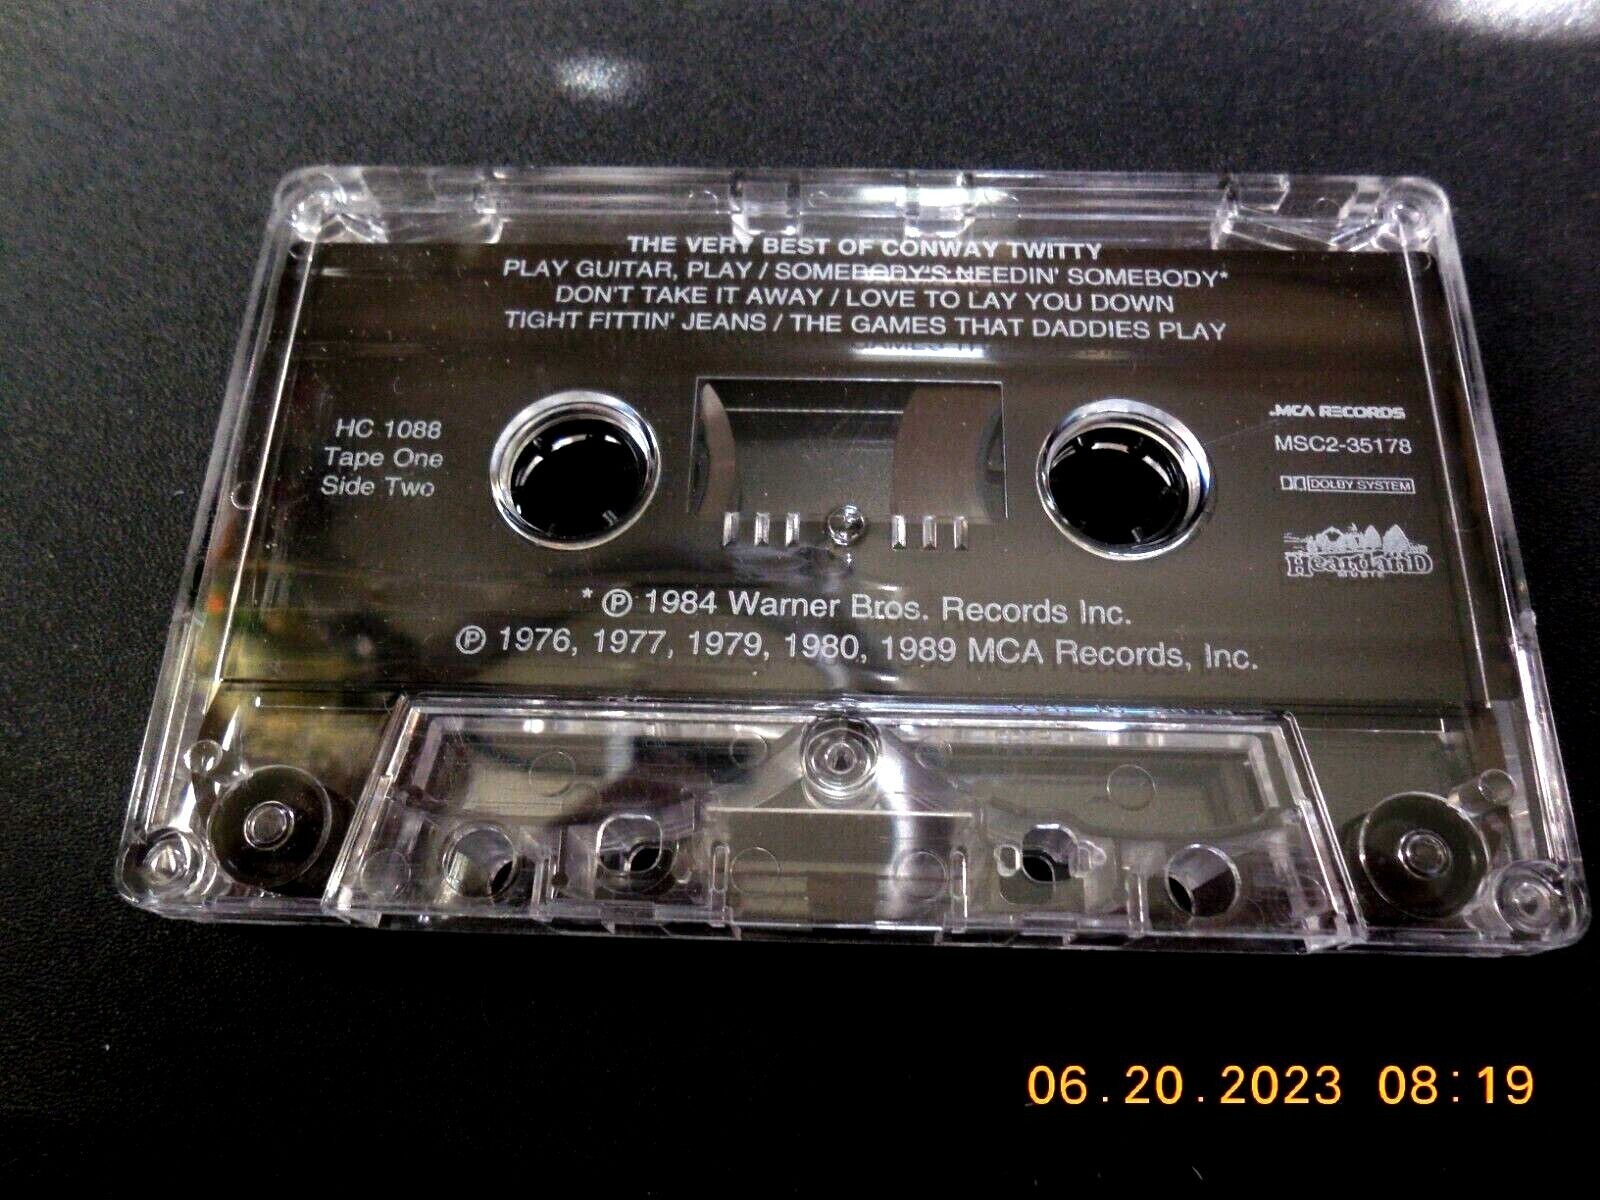 THE VERY BEST OF CONWAY TWITTY
PLAY GUITAR, PLAY / SOMEBODY'S NEEDIN' SOMEBODY*
DON'T TAKE IT AWAY / LOVE TO LAY YOU DOWN
TIGHT FITTIN' JEANS / THE GAMES THAT DADDIES PLAY
HC 1088
Tape One
Side Two
MCA RECORDS
MSC2-35178
DOLBY SYSTEM
HeartlanD
MUSIC
* ℗ 1984 Warner Bros. Records Inc.
℗ 1976, 1977, 1979, 1980, 1989 MCA Records, Inc.
06.20.2023 08:19